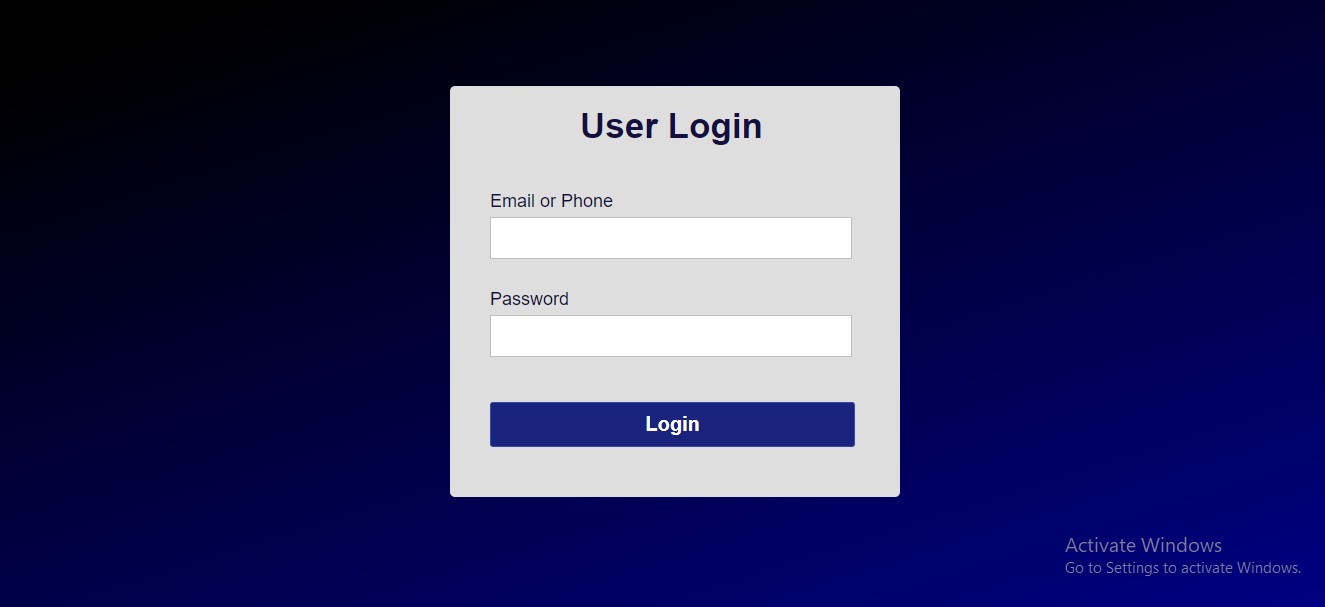 User Login
Email or Phone
Password
Login
Activate Windows
Go to Settings to activate Windows.